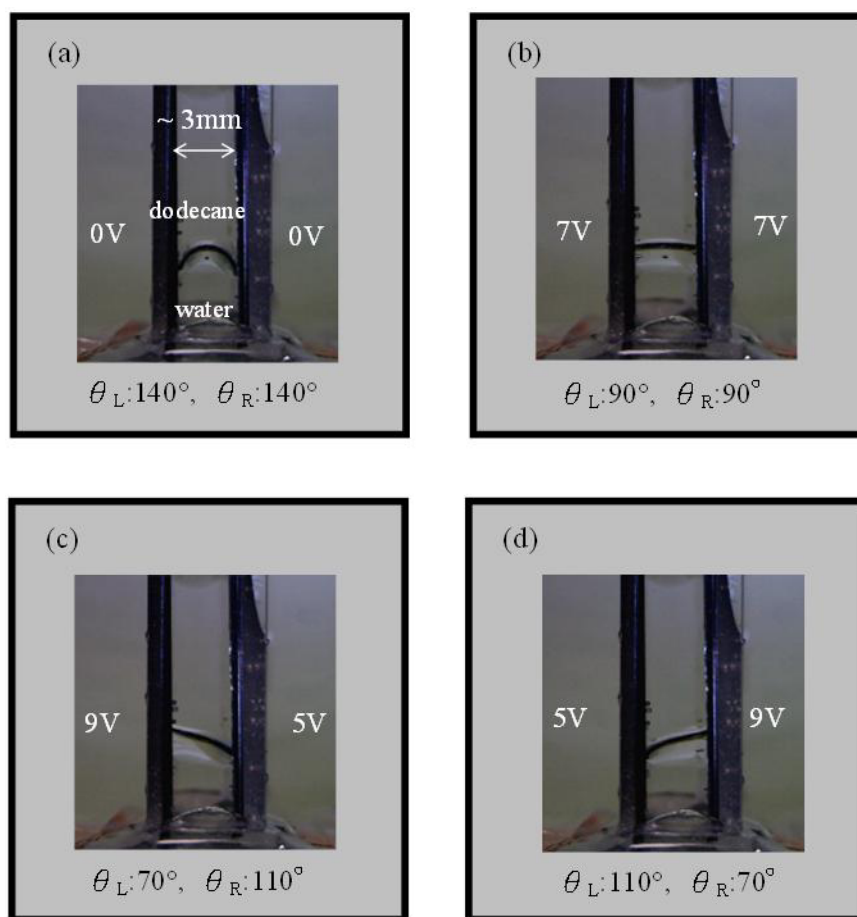 (a)
~ 3mm
dodecane
0V
0V
water
θL:140°, θR:140°
(b)
7V
7V
θL:90°, θR:90°
(c)
9V
5V
θL:70°, θR:110°
(d)
5V
9V
θL:110°, θR:70°